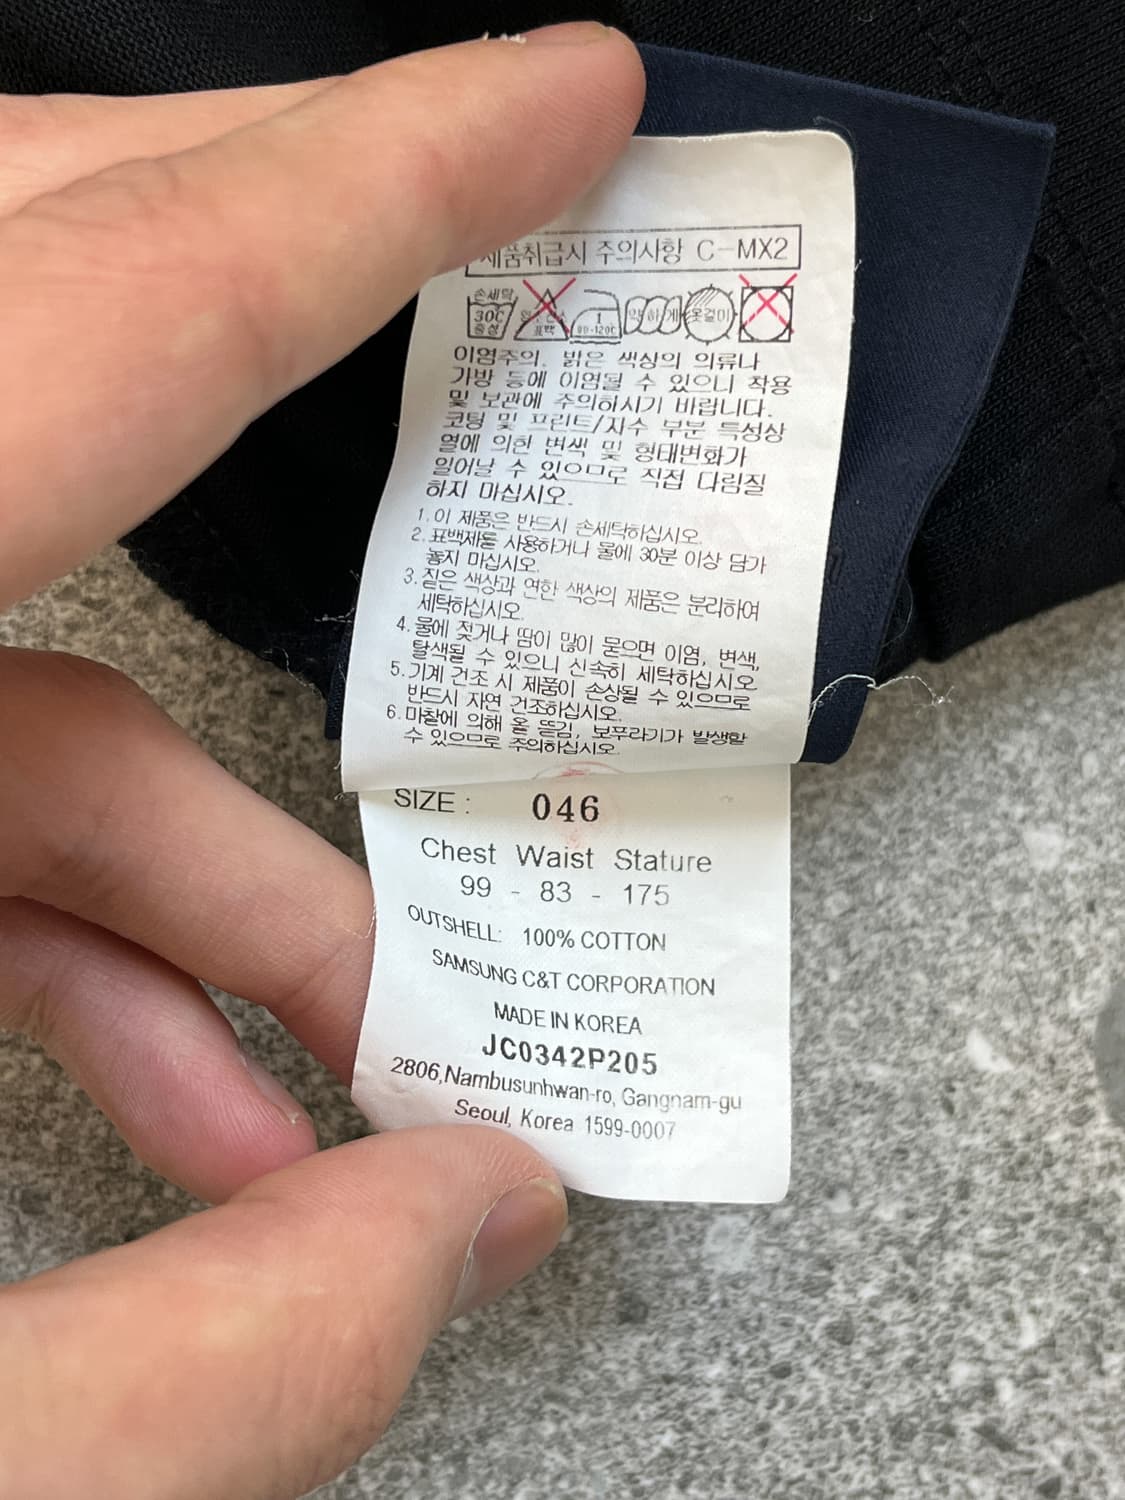 제품취급시 주의사항 C-MX2
손세탁
30C
중성
표백
1
80-120C
약하게
옷걸이
이염주의. 밝은 색상의 의류나
가방 등에 이염될 수 있으니 착용
및 보관에 주의하시기 바랍니다.
코팅 및 프린트/자수 부분 특성상
열에 의한 변색 및 형태변화가
일어날 수 있으므로 직접 다림질
하지 마십시오.
1. 이 제품은 반드시 손세탁하십시오.
2. 표백제를 사용하거나 물에 30분 이상 담가
놓지 마십시오.
3. 짙은 색상과 연한 색상의 제품은 분리하여
세탁하십시오.
4. 물에 젖거나 땀이 많이 묻으면 이염, 변색,
탈색될 수 있으니 신속히 세탁하십시오
5. 기계 건조 시 제품이 손상될 수 있으므로
반드시 자연 건조하십시오.
6. 마찰에 의해 올 뜯김, 보푸라기가 발생할
수 있으므로 주의하십시오.
SIZE : 046
Chest Waist Stature
99 - 83 - 175
OUTSHELL: 100% COTTON
SAMSUNG C&T CORPORATION
MADE IN KOREA
JC0342P205
2806,Nambusunhwan-ro, Gangnam-gu
Seoul, Korea 1599-0007